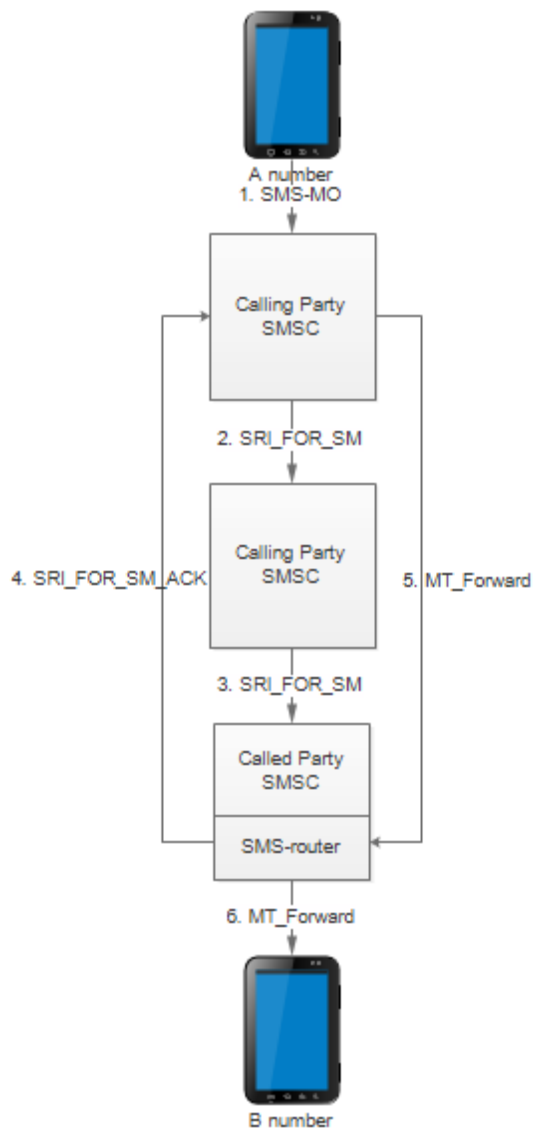 A number
1. SMS-MO
Calling Party
SMSC
2. SRI_FOR_SM
Calling Party
SMSC
4. SRI_FOR_SM_ACK
5. MT_Forward
3. SRI_FOR_SM
Called Party
SMSC
SMS-router
6. MT_Forward
B number